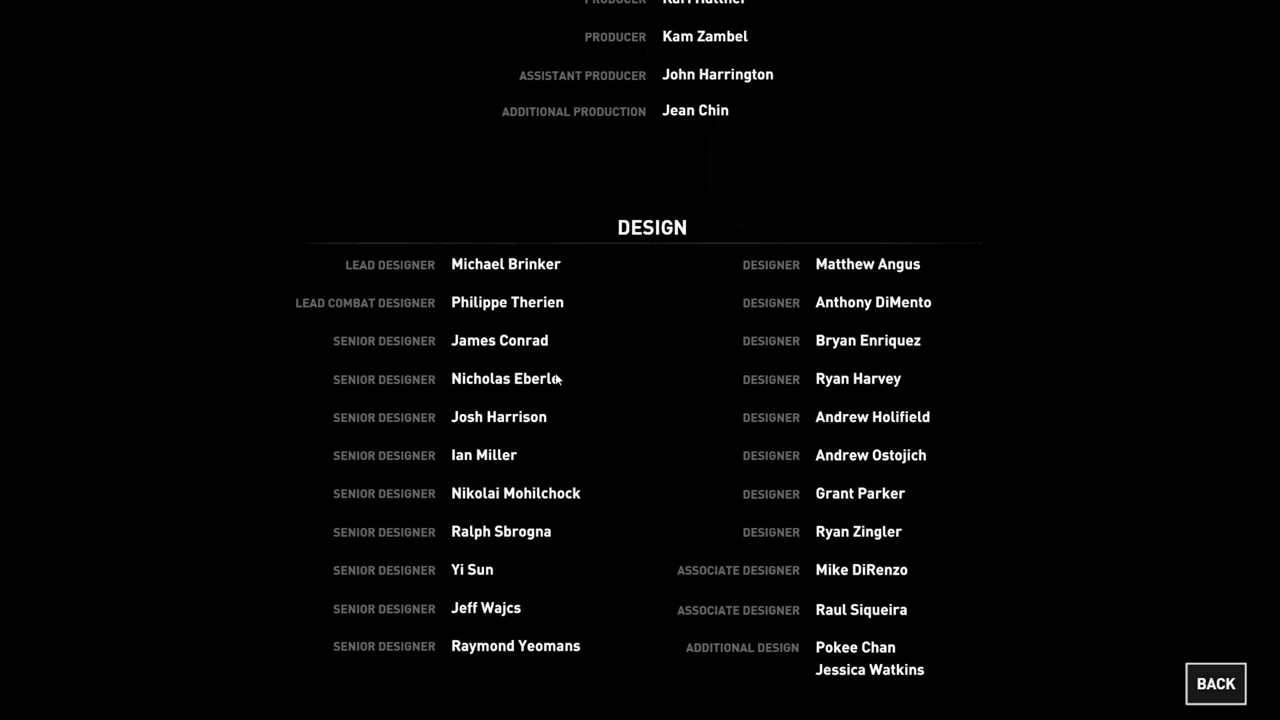 PRODUCER Kam Zambel
ASSISTANT PRODUCER John Harrington
ADDITIONAL PRODUCTION Jean Chin
DESIGN
LEAD DESIGNER Michael Brinker
LEAD COMBAT DESIGNER Philippe Therien
SENIOR DESIGNER James Conrad
SENIOR DESIGNER Nicholas Eberle
SENIOR DESIGNER Josh Harrison
SENIOR DESIGNER Ian Miller
SENIOR DESIGNER Nikolai Mohilchock
SENIOR DESIGNER Ralph Sbrogna
SENIOR DESIGNER Yi Sun
SENIOR DESIGNER Jeff Wajcs
SENIOR DESIGNER Raymond Yeomans
DESIGNER Matthew Angus
DESIGNER Anthony DiMento
DESIGNER Bryan Enriquez
DESIGNER Ryan Harvey
DESIGNER Andrew Holifield
DESIGNER Andrew Ostojich
DESIGNER Grant Parker
DESIGNER Ryan Zingler
ASSOCIATE DESIGNER Mike DiRenzo
ASSOCIATE DESIGNER Raul Siqueira
ADDITIONAL DESIGN Pokee Chan
Jessica Watkins
BACK